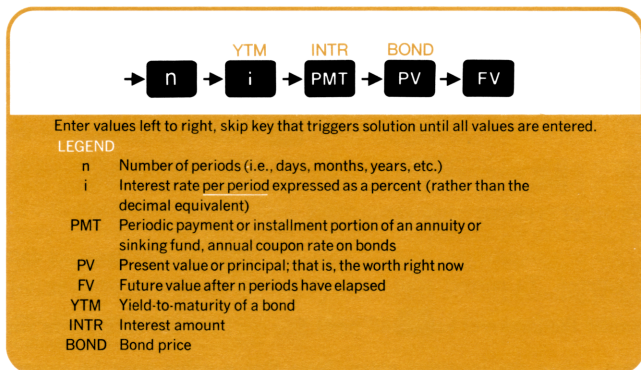 YTM INTR BOND
n i PMT PV FV
Enter values left to right, skip key that triggers solution until all values are entered.
LEGEND
n Number of periods (i.e., days, months, years, etc.)
i Interest rate per period expressed as a percent (rather than the
decimal equivalent)
PMT Periodic payment or installment portion of an annuity or
sinking fund, annual coupon rate on bonds
PV Present value or principal; that is, the worth right now
FV Future value after n periods have elapsed
YTM Yield-to-maturity of a bond
INTR Interest amount
BOND Bond price